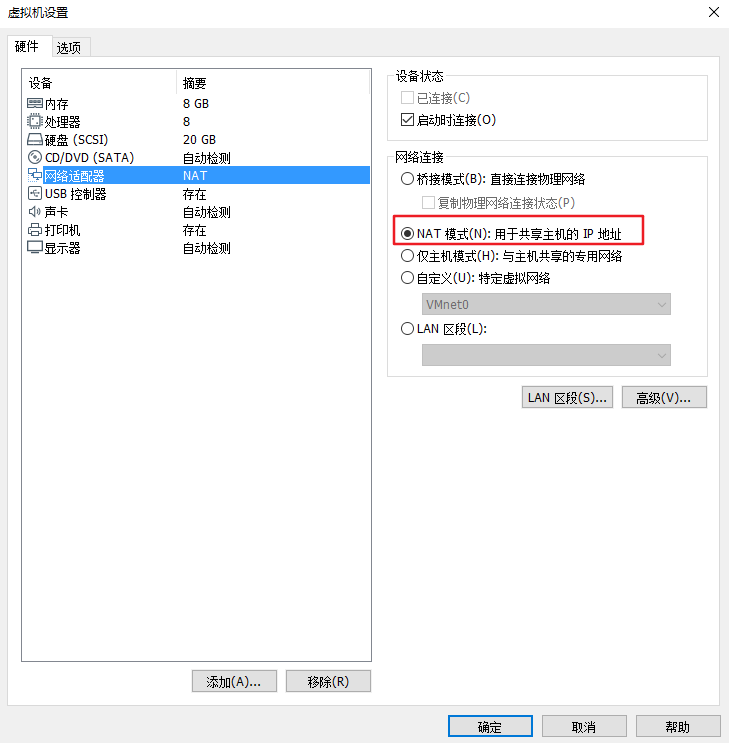 虚拟机设置
硬件 选项
设备 摘要
内存 8 GB
处理器 8
硬盘 (SCSI) 20 GB
CD/DVD (SATA) 自动检测
网络适配器 NAT
USB 控制器 存在
声卡 自动检测
打印机 存在
显示器 自动检测
添加(A)... 移除(R)
设备状态
已连接(C)
启动时连接(O)
网络连接
桥接模式(B): 直接连接物理网络
复制物理网络连接状态(P)
NAT 模式(N): 用于共享主机的 IP 地址
仅主机模式(H): 与主机共享的专用网络
自定义(U): 特定虚拟网络
VMnet0
LAN 区段(L):
LAN 区段(S)... 高级(V)...
确定 取消 帮助